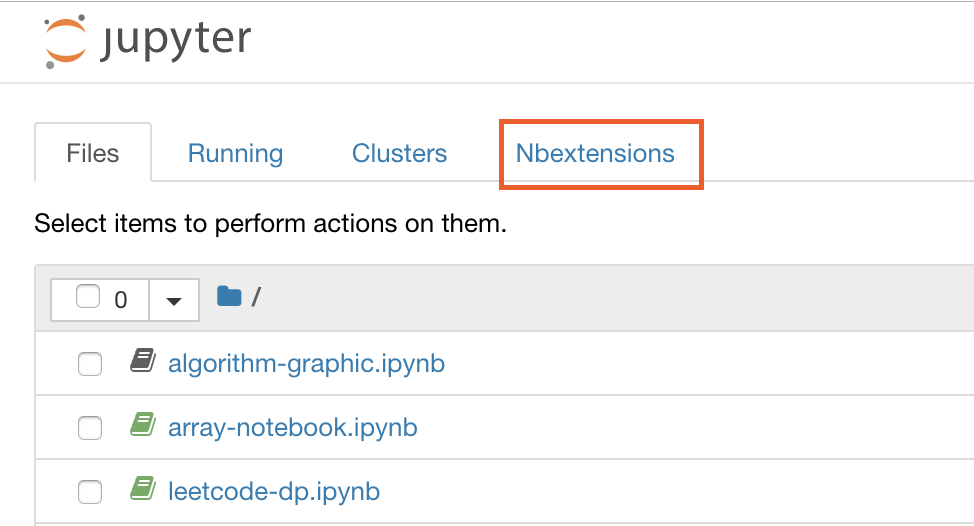 jupyter
Files Running Clusters Nbextensions
Select items to perform actions on them.
0 /
algorithm-graphic.ipynb
array-notebook.ipynb
leetcode-dp.ipynb